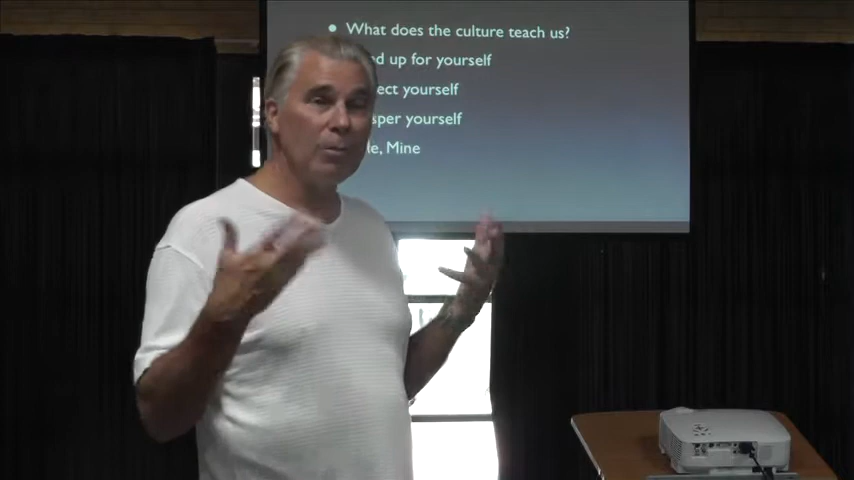 What does the culture teach us?
up for yourself
yourself
yourself
Mine